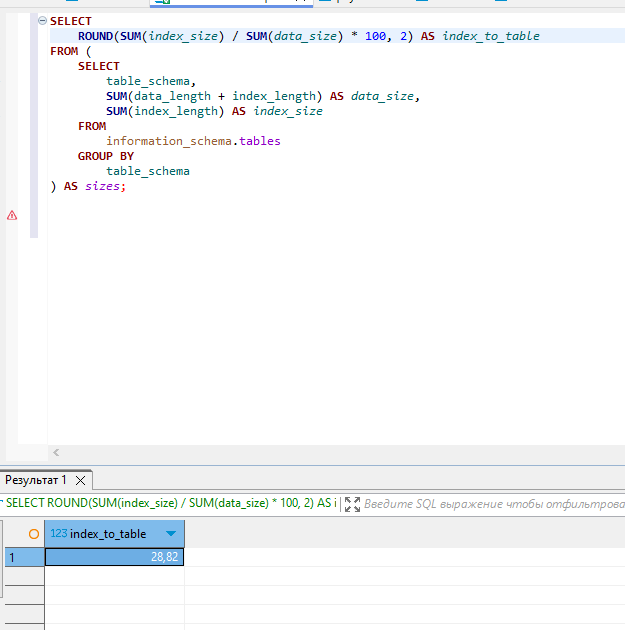 SELECT
ROUND(SUM(index_size) / SUM(data_size) * 100, 2) AS index_to_table
FROM (
SELECT
table_schema,
SUM(data_length + index_length) AS data_size,
SUM(index_length) AS index_size
FROM
information_schema.tables
GROUP BY
table_schema
) AS sizes;
Результат 1
SELECT ROUND(SUM(index_size) / SUM(data_size) * 100, 2) AS i
Введите SQL выражение чтобы отфильтрова
123 index_to_table
1 28,82